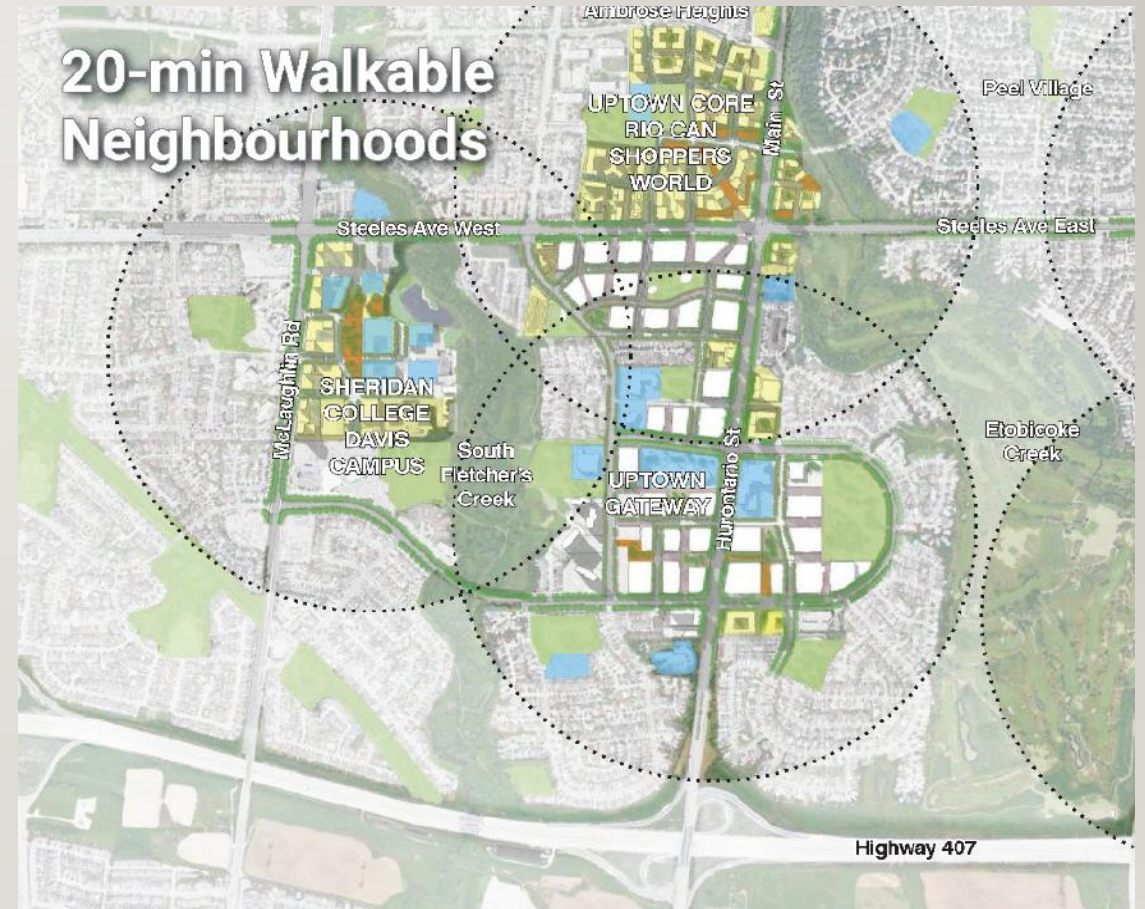 Ambrose Heights
20-min Walkable
Neighbourhoods
Peel Village
UPTOWN CORE
RIO CAN
SHOPPERS
WORLD
Main St
Steeles Ave West
Steeles Ave East
McLaughlin Rd
SHERIDAN
COLLEGE
DAVIS
CAMPUS
South
Fletcher's
Creek
Etobicoke
Creek
UPTOWN
GATEWAY
Hurontario St
Highway 407